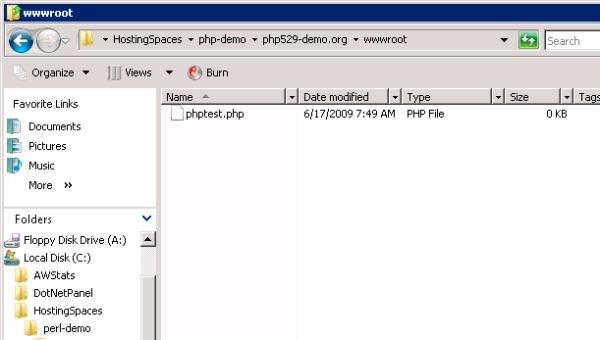 wwwroot
HostingSpaces php-demo php529-demo.org wwwroot Search
Organize Views Burn
Favorite Links
Documents
Pictures
Music
More »
Folders
Floppy Disk Drive (A:)
Local Disk (C:)
AWStats
DotNetPanel
HostingSpaces
perl-demo
Name Date modified Type Size Tags
phptest.php 6/17/2009 7:49 AM PHP File 0 KB